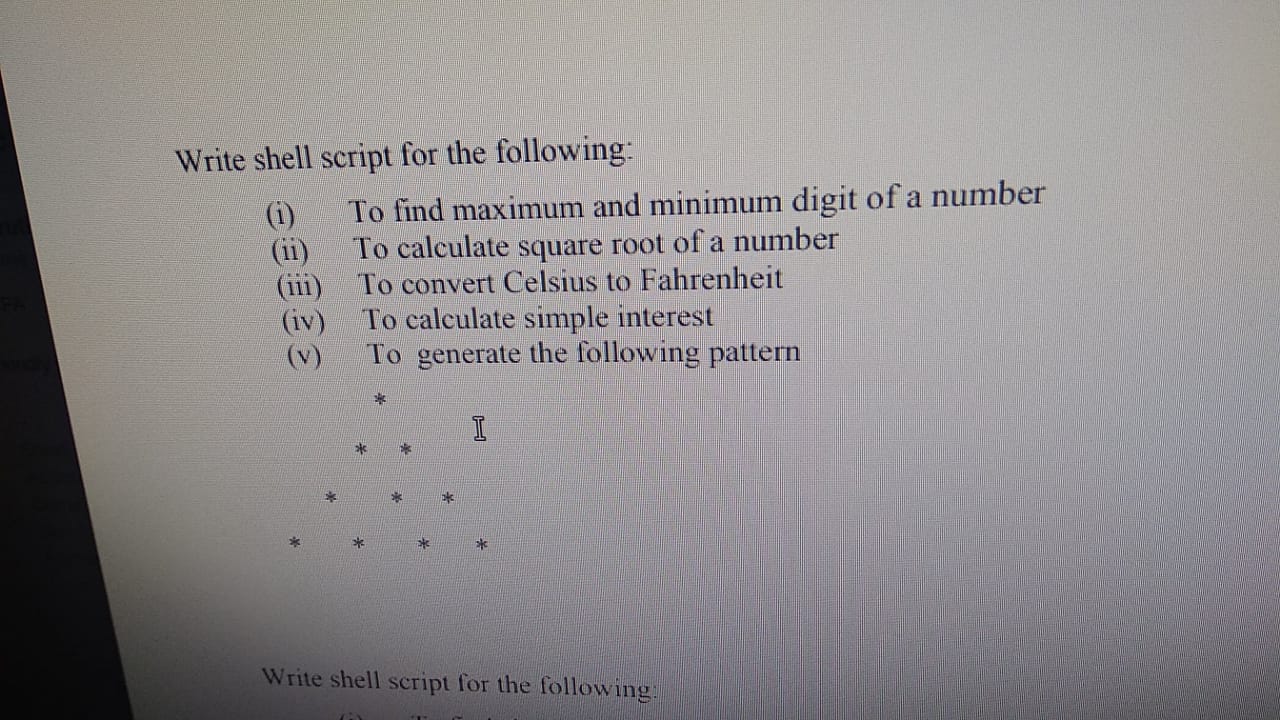 Write shell script for the following:
(i) To find maximum and minimum digit of a number
(ii) To calculate square root of a number
(iii) To convert Celsius to Fahrenheit
(iv) To calculate simple interest
(v) To generate the following pattern
*
* *
* * *
* * * *
Write shell script for the following: